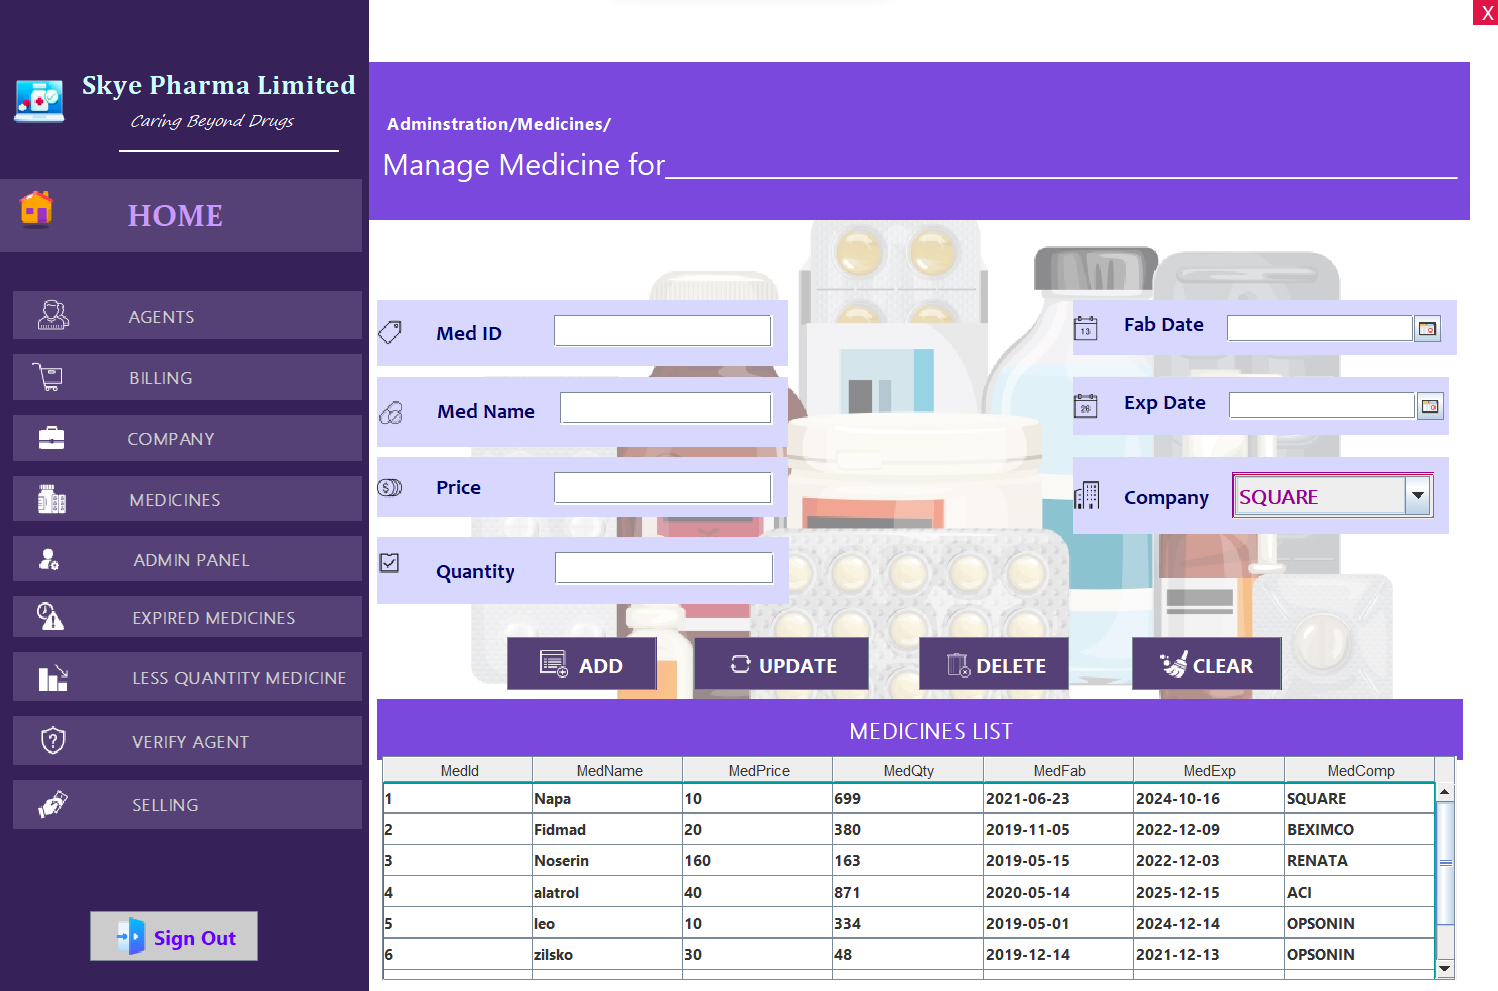 X
Skye Pharma Limited
Caring Beyond Drugs
HOME
AGENTS
BILLING
COMPANY
MEDICINES
ADMIN PANEL
EXPIRED MEDICINES
LESS QUANTITY MEDICINE
VERIFY AGENT
SELLING
Sign Out
Adminstration/Medicines/
Manage Medicine for
Med ID
Med Name
Price
Quantity
13
Fab Date
26
Exp Date
Company SQUARE
ADD UPDATE DELETE CLEAR
MEDICINES LIST
MedId MedName MedPrice MedQty MedFab MedExp MedComp
1 Napa 10 699 2021-06-23 2024-10-16 SQUARE
2 Fidmad 20 380 2019-11-05 2022-12-09 BEXIMCO
3 Noserin 160 163 2019-05-15 2022-12-03 RENATA
4 alatrol 40 871 2020-05-14 2025-12-15 ACI
5 leo 10 334 2019-05-01 2024-12-14 OPSONIN
6 zilsko 30 48 2019-12-14 2021-12-13 OPSONIN